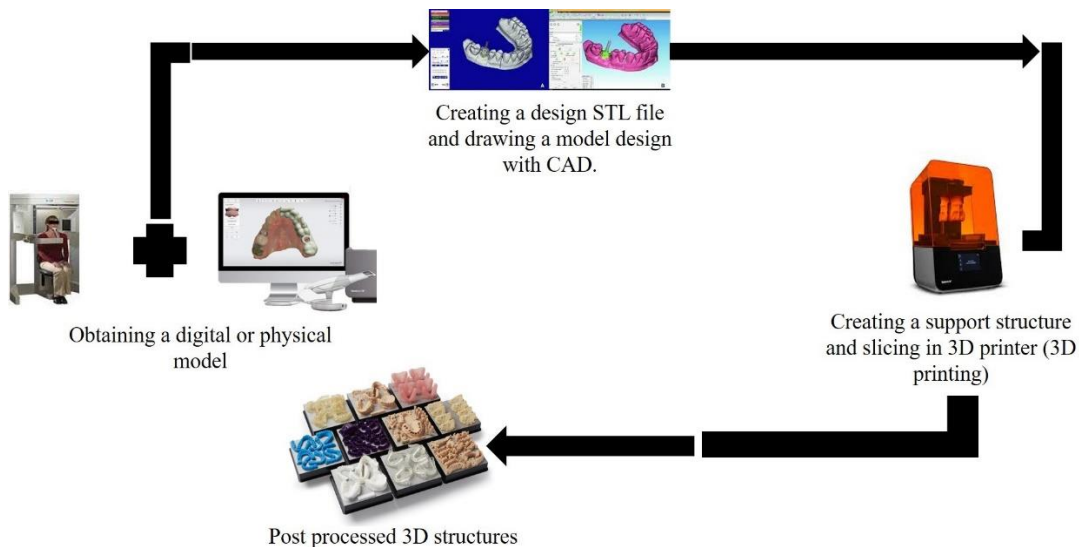 Creating a design STL file
and drawing a model design
with CAD.
Obtaining a digital or physical
model
Creating a support structure
and slicing in 3D printer (3D
printing)
Post processed 3D structures
A
B